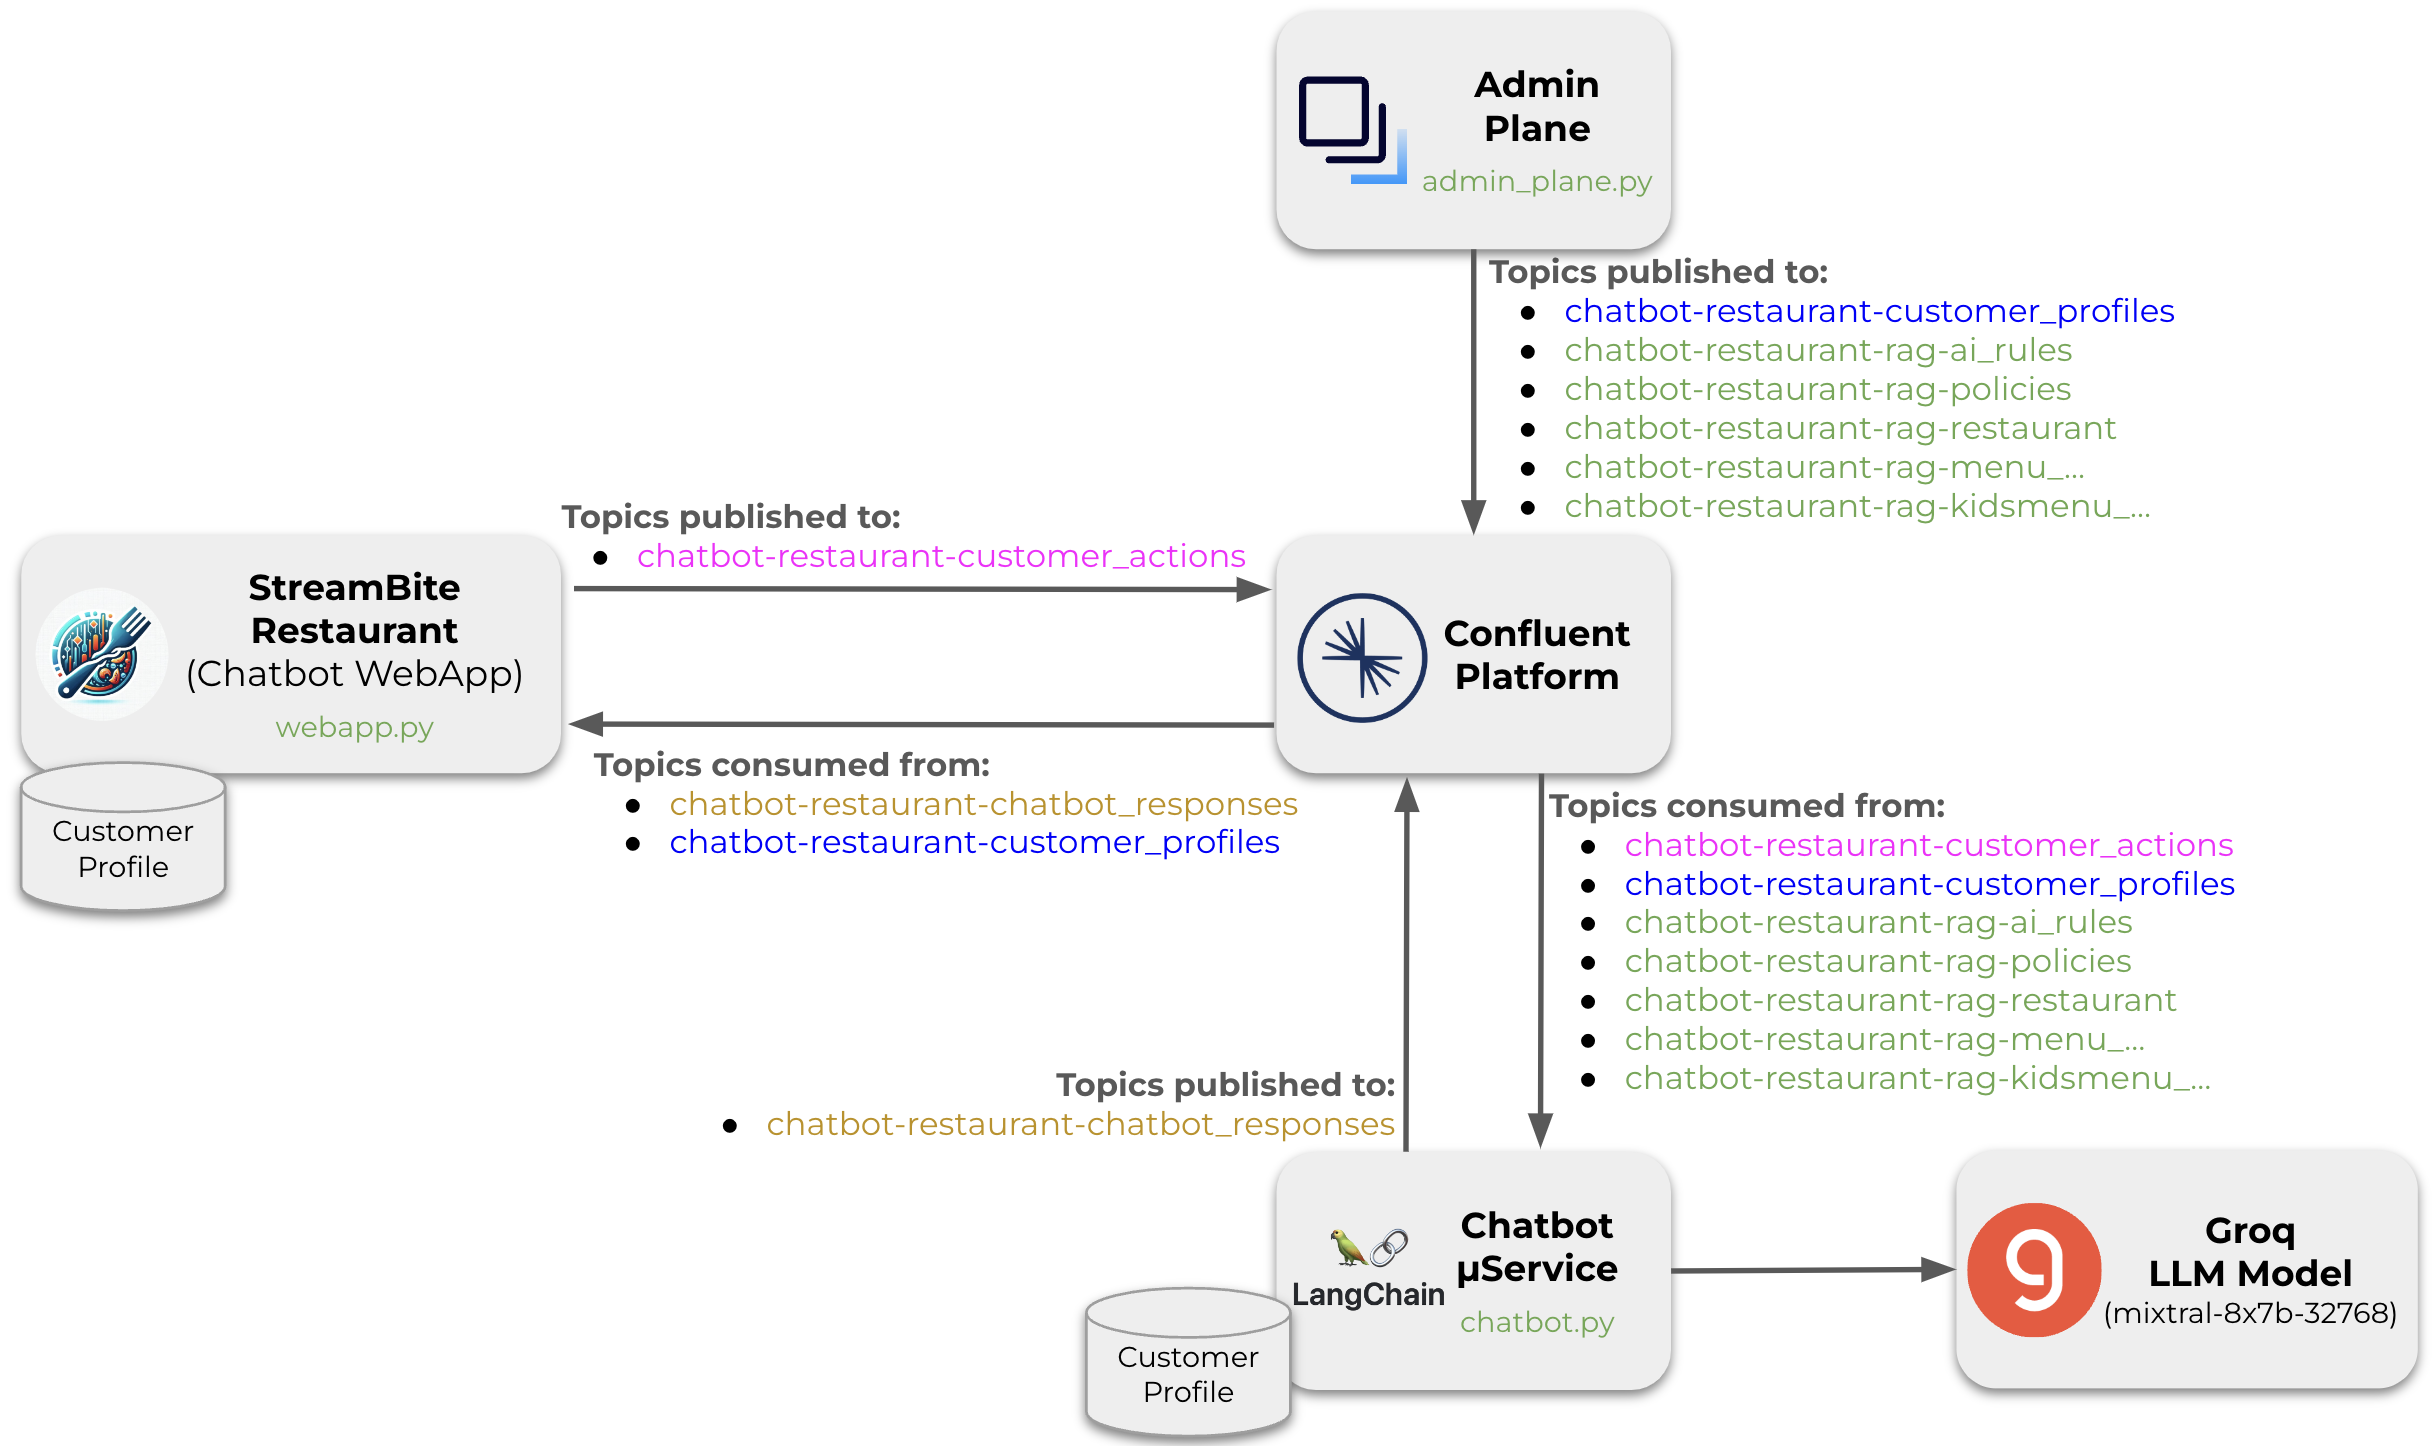 Admin
Plane
admin_plane.py
Topics published to:
● chatbot-restaurant-customer_profiles
● chatbot-restaurant-rag-ai_rules
● chatbot-restaurant-rag-policies
● chatbot-restaurant-rag-restaurant
● chatbot-restaurant-rag-menu_...
● chatbot-restaurant-rag-kidsmenu_...
Topics published to:
● chatbot-restaurant-customer_actions
StreamBite
Restaurant
(Chatbot WebApp)
webapp.py
Customer
Profile
Confluent
Platform
Topics consumed from:
● chatbot-restaurant-chatbot_responses
● chatbot-restaurant-customer_profiles
Topics consumed from:
● chatbot-restaurant-customer_actions
● chatbot-restaurant-customer_profiles
● chatbot-restaurant-rag-ai_rules
● chatbot-restaurant-rag-policies
● chatbot-restaurant-rag-restaurant
● chatbot-restaurant-rag-menu_...
● chatbot-restaurant-rag-kidsmenu_...
Topics published to:
● chatbot-restaurant-chatbot_responses
LangChain
Chatbot
µService
chatbot.py
Customer
Profile
g
Groq
LLM Model
(mixtral-8x7b-32768)